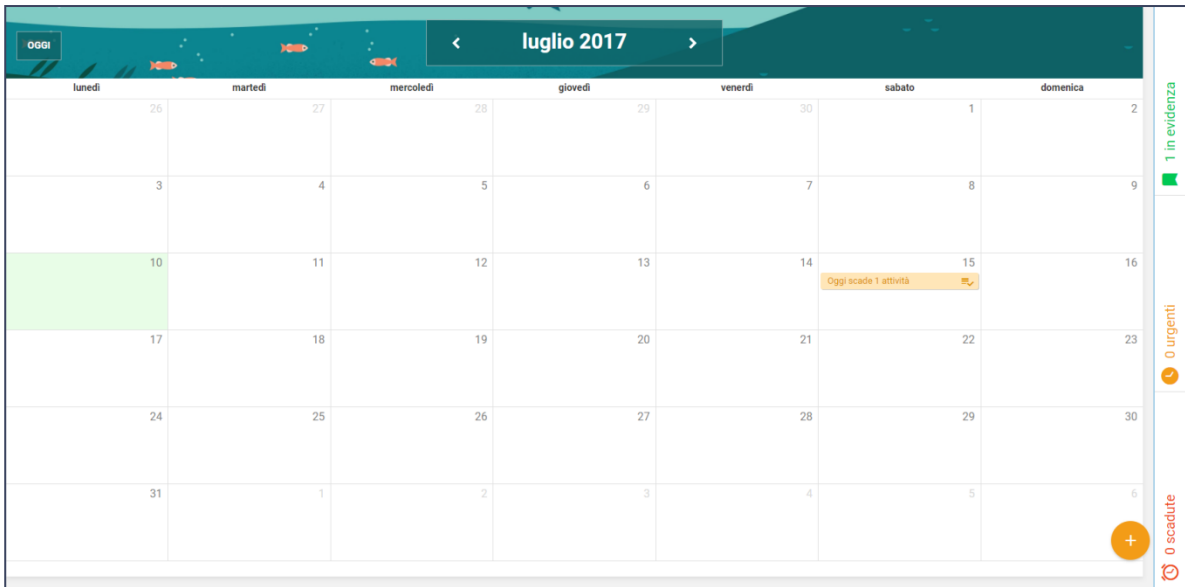 OGGI
luglio 2017
lunedì martedì mercoledì giovedì venerdì sabato domenica
26 27 28 29 30 1 2
3 4 5 6 7 8 9
10 11 12 13 14 15 16
Oggi scade 1 attività
17 18 19 20 21 22 23
24 25 26 27 28 29 30
31 1 2 3 4 5 6
1 in evidenza
0 urgenti
0 scadute